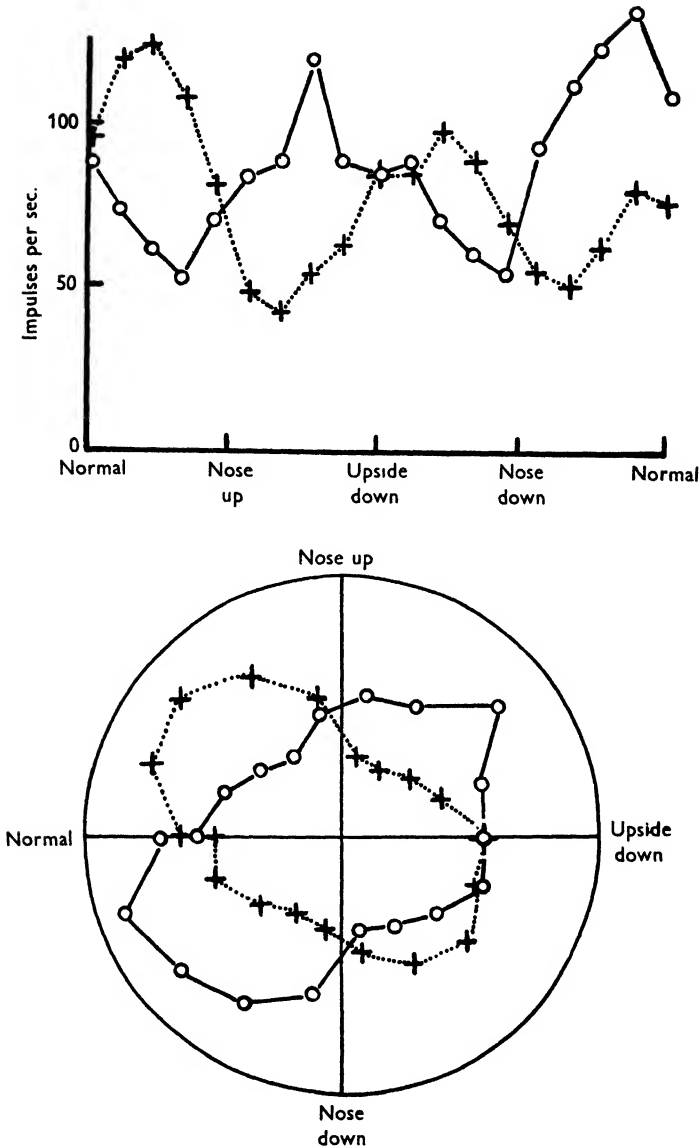 100
50
0
Impulses per sec.
Normal
Nose
up
Upside
down
Nose
down
Normal
Nose up
Normal
Upside
down
Nose
down